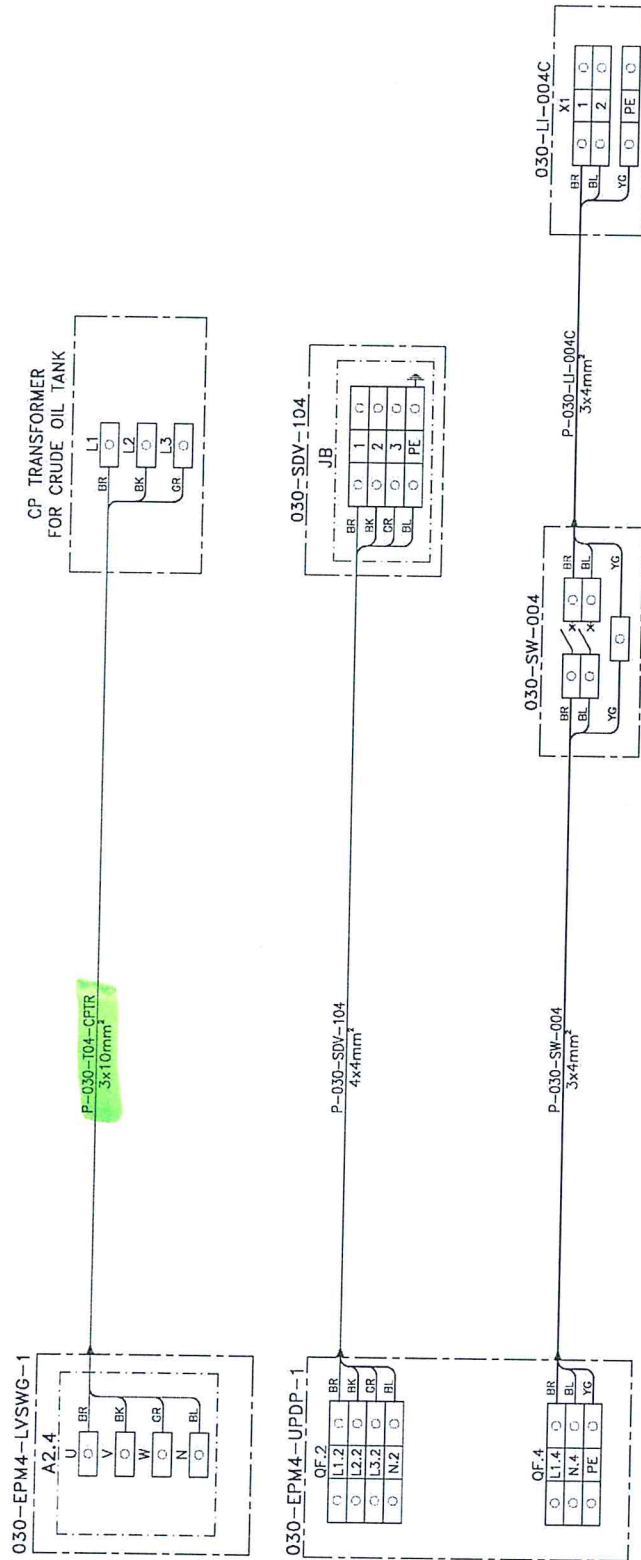 030-EPM4-LVSWG-1
A2.4
U
BR
V
BK
W
GR
N
BL
P-030-T04-CPTR
3x10mm²
CP TRANSFORMER
FOR CRUDE OIL TANK
BR
L1
BK
L2
GR
L3
030-EPM4-UPDP-1
QF.2
L1.2
BR
L2.2
BK
L3.2
GR
N.2
BL
P-030-SDV-104
4x4mm²
030-SDV-104
JB
BR
1
BK
2
GR
3
BL
PE
QF.4
L1.4
BR
N.4
BL
PE
YG
P-030-SW-004
3x4mm²
030-SW-004
BR
BR
BL
BL
YG
YG
P-030-LI-004C
3x4mm²
030-LI-004C
X1
BR
1
BL
2
YG
PE